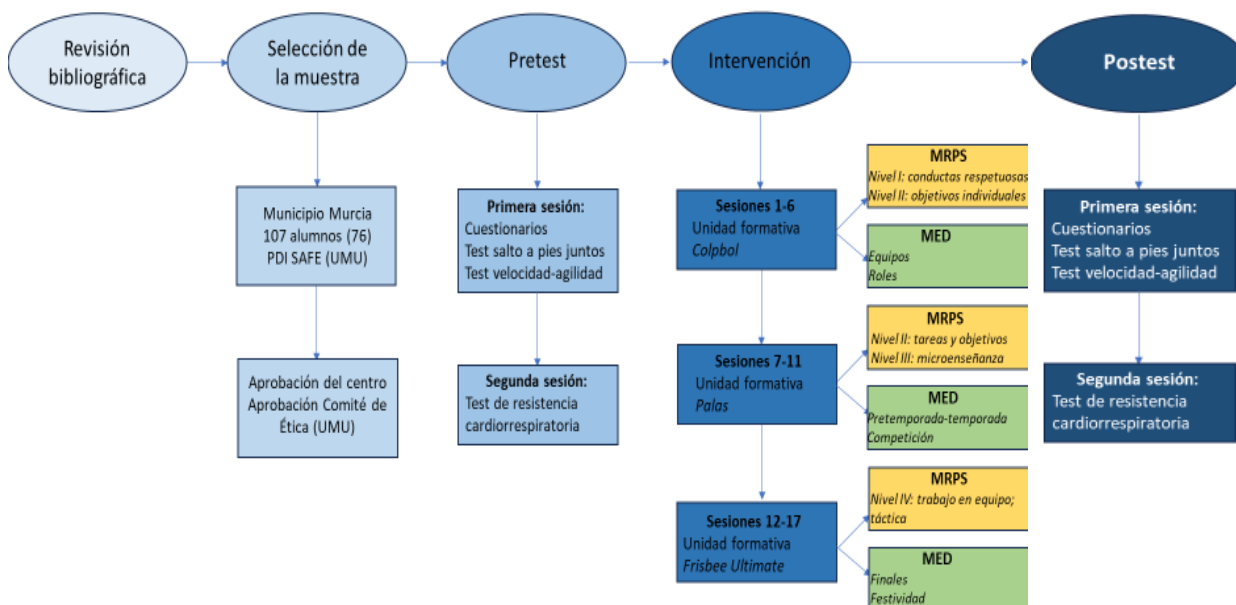 Revisión
bibliográfica
Selección de
la muestra
Pretest
Intervención
Postest
Municipio Murcia
107 alumnos (76)
PDI SAFE (UMU)
Aprobación del centro
Aprobación Comité de
Ética (UMU)
Primera sesión:
Cuestionarios
Test salto a pies juntos
Test velocidad-agilidad
Segunda sesión:
Test de resistencia
cardiorrespiratoria
Sesiones 1-6
Unidad formativa
Colpbol
MRPS
Nivel I: conductas respetuosas
Nivel II: objetivos individuales
MED
Equipos
Roles
Sesiones 7-11
Unidad formativa
Palas
MRPS
Nivel II: tareas y objetivos
Nivel III: microenseñanza
MED
Pretemporada-temporada
Competición
Sesiones 12-17
Unidad formativa
Frisbee Ultimate
MRPS
Nivel IV: trabajo en equipo;
táctica
MED
Finales
Festividad
Primera sesión:
Cuestionarios
Test salto a pies juntos
Test velocidad-agilidad
Segunda sesión:
Test de resistencia
cardiorrespiratoria